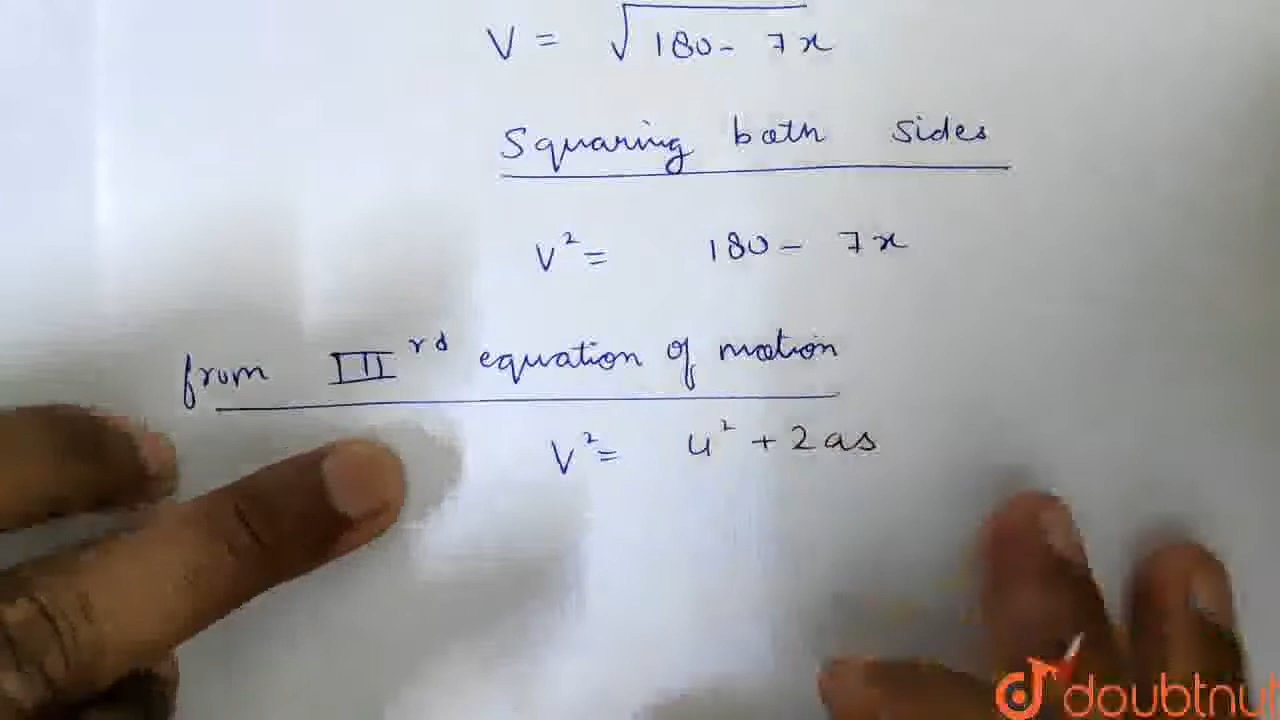 V = √180 - 7x
Squaring both sides
V² = 180 - 7x
from IIIrd equation of motion
V² = u² + 2as
doubtnut